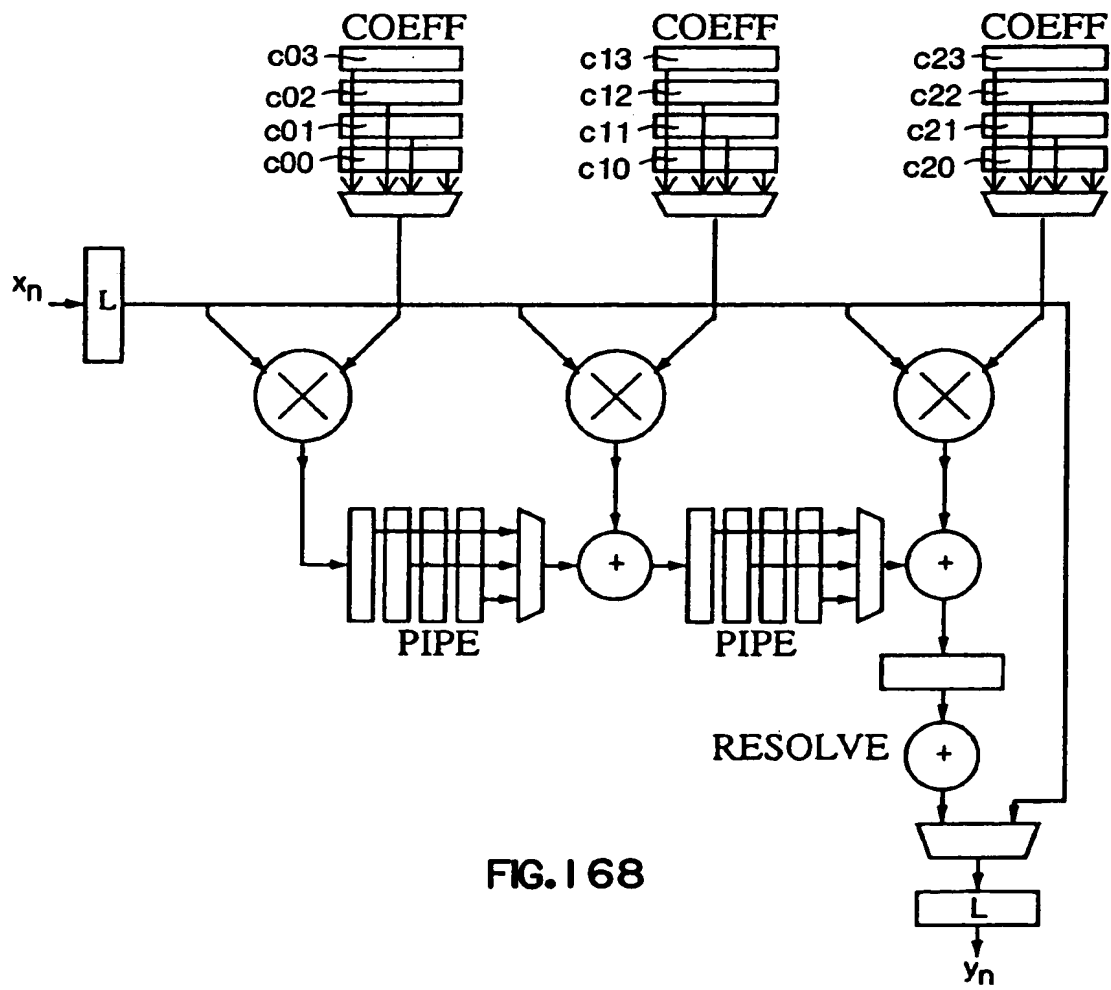 COEFF COEFF COEFF
c03 c13 c23
c02 c12 c22
c01 c11 c21
c00 c10 c20
xn
L
+ +
PIPE PIPE
RESOLVE +
FIG.168
L
yn